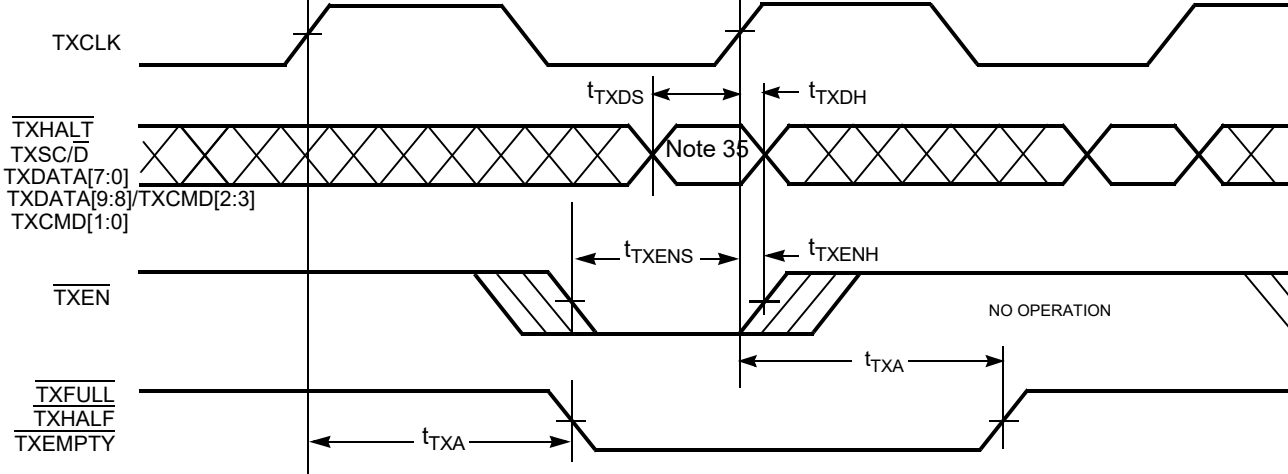 TXCLK
tTXDS
tTXDH
TXHALT
TXSC/D
TXDATA[7:0]
TXDATA[9:8]/TXCMD[2:3]
TXCMD[1:0]
Note 35
tTXENS
tTXENH
TXEN
NO OPERATION
tTXA
TXFULL
TXHALF
TXEMPTY
tTXA